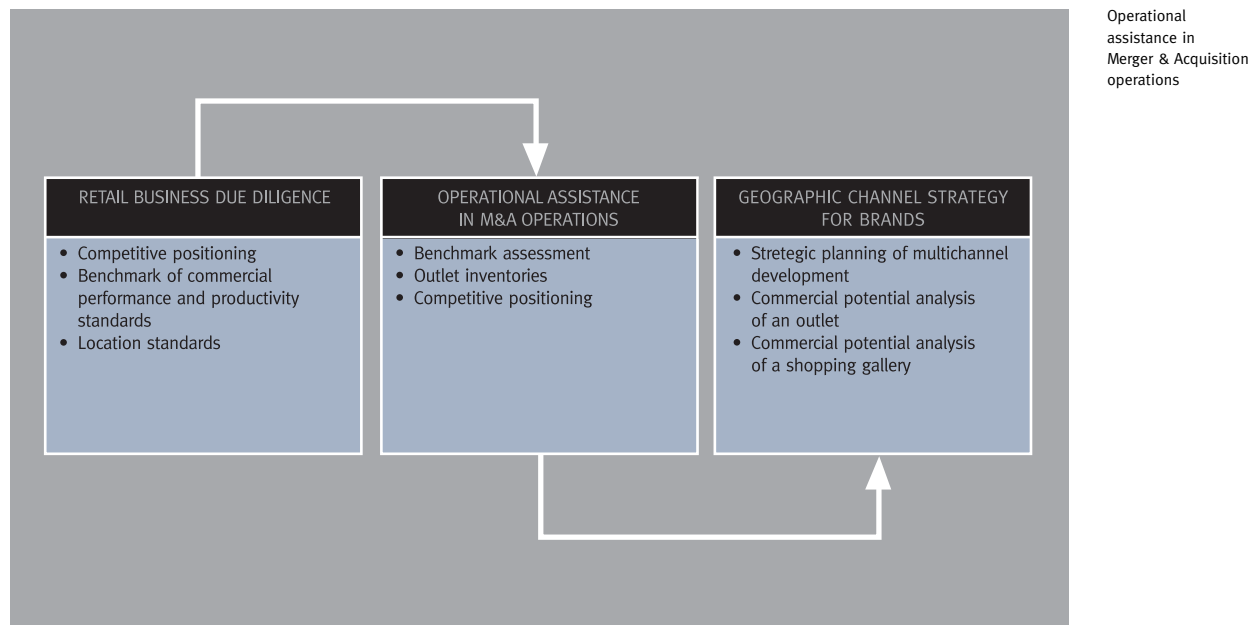 Operational
assistance in
Merger & Acquisition
operations
RETAIL BUSINESS DUE DILIGENCE
• Competitive positioning
• Benchmark of commercial
performance and productivity
standards
• Location standards
OPERATIONAL ASSISTANCE
IN M&A OPERATIONS
• Benchmark assessment
• Outlet inventories
• Competitive positioning
GEOGRAPHIC CHANNEL STRATEGY
FOR BRANDS
• Stretegic planning of multichannel
development
• Commercial potential analysis
of an outlet
• Commercial potential analysis
of a shopping gallery